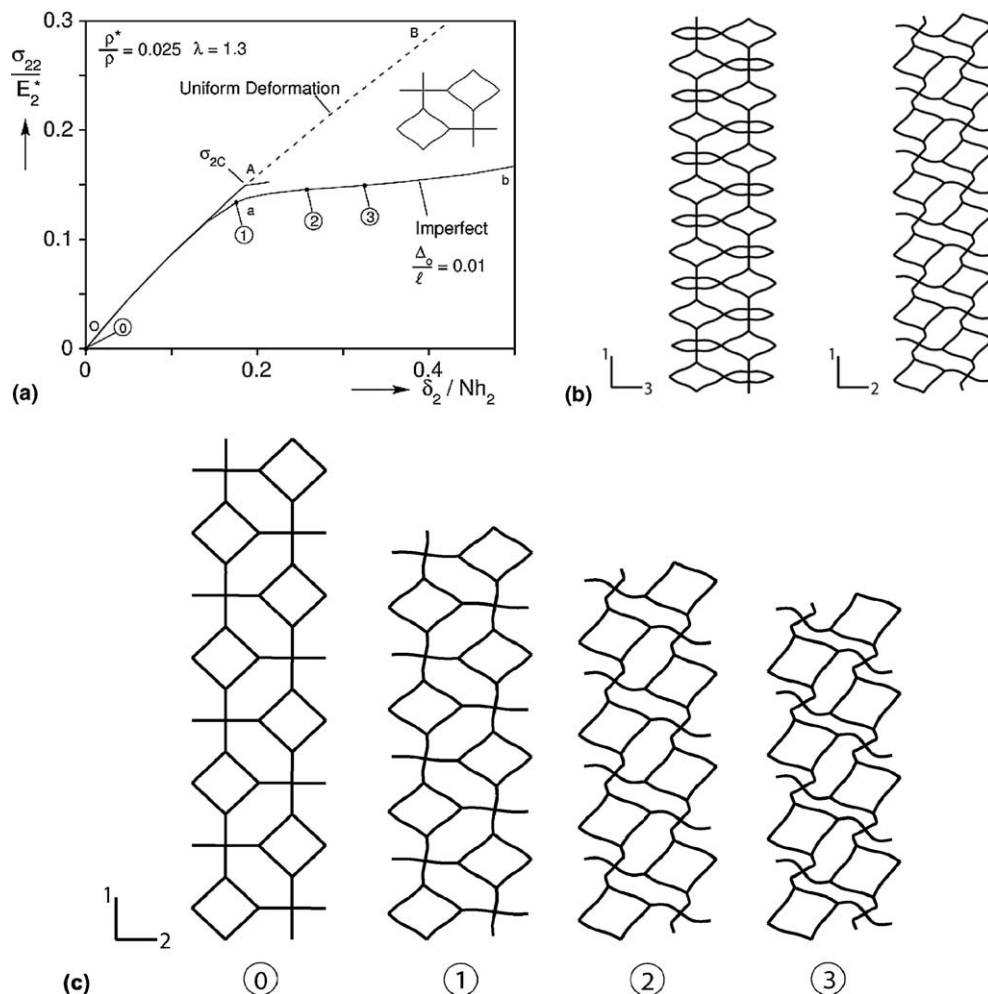 (a)
0.3
0.2
0.1
0
σ22
E2*
ρ*
ρ
= 0.025 λ = 1.3
B
Uniform Deformation
σ2C
A
a
1
2
3
b
Imperfect
Δo
ℓ
= 0.01
O
0
0
0.2
0.4
δ2 / Nh2
(b)
1
3
1
2
(c)
1
2
0
1
2
3